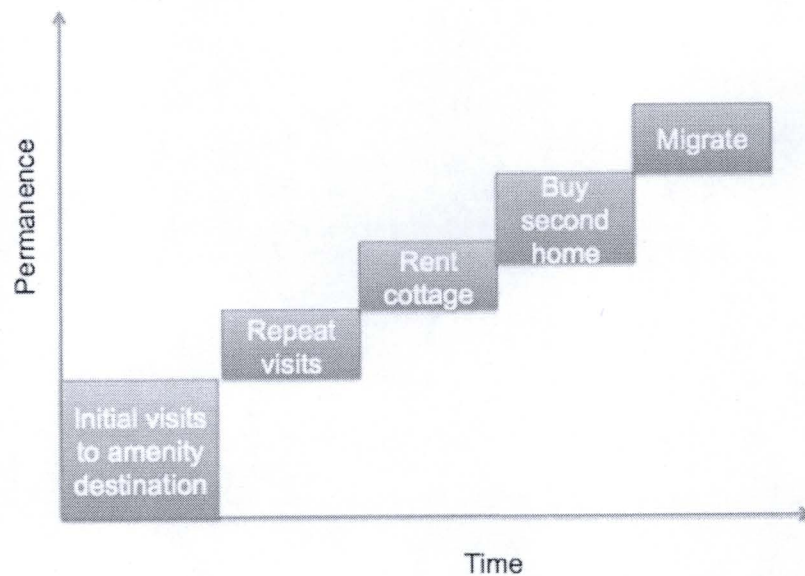 Permanence
Migrate
Buy
second
home
Rent
cottage
Repeat
visits
Initial visits
to amenity
destination
Time